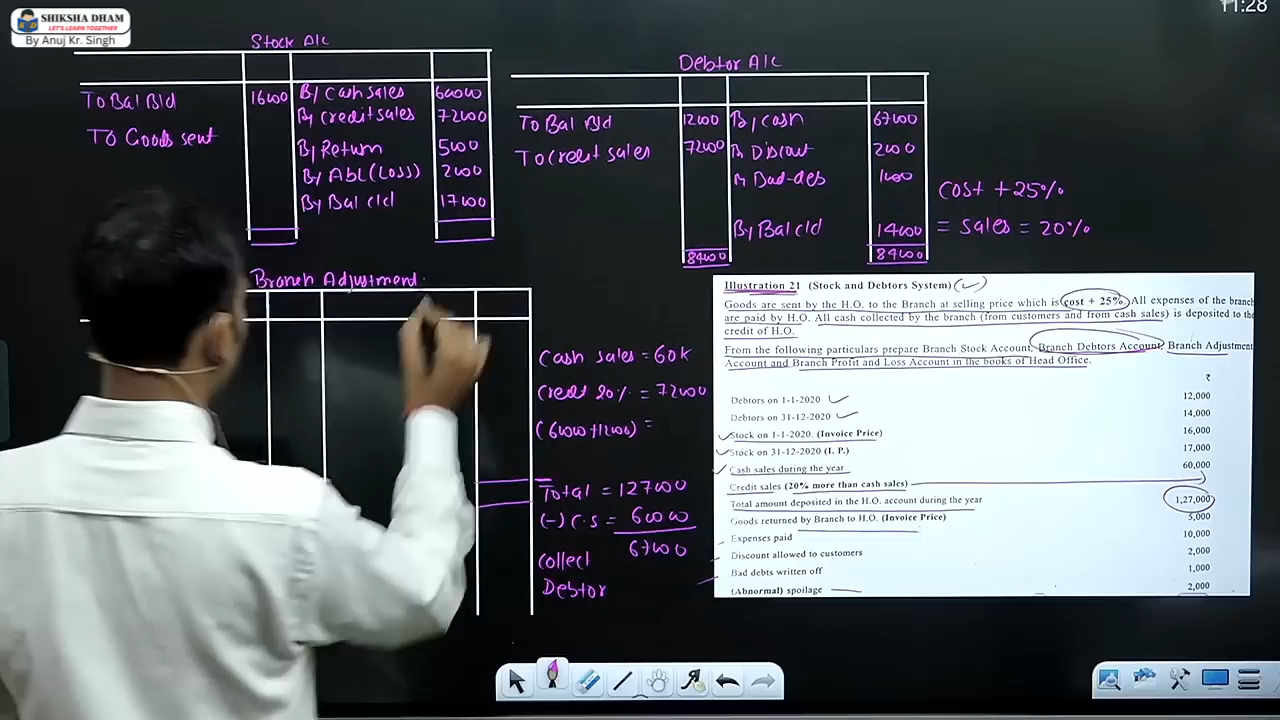 SHIKSHA DHAM
LET'S LEARN TOGETHER
By Anuj Kr. Singh
11:28
Stock A/c
To Bal B/d 16000 By Cash sales 60000
By Credit sales 72000
To Goods sent
By Return 5000
By Abl (Loss) 2000
By Bal c/d 17000
Debtor A/c
To Bal B/d 12000 By Cash 67000
To Credit sales 72000 By Discout 2000
By Bad-deb 1000
By Bal c/d 14000
84000 84000
Cost + 25%
= Sales = 20%
Branch Adjustment
Cash sales = 60k
Credit 20% = 72000
(60000+12000) =
Total = 127000
(-) C.S = 60000
67000
Collect
Debtor
Illustration 21 (Stock and Debtors System)
Goods are sent by the H.O. to the Branch at selling price which is cost + 25%. All expenses of the branch
are paid by H.O. All cash collected by the branch (from customers and from cash sales) is deposited to the
credit of H.O.
From the following particulars prepare Branch Stock Account, Branch Debtors Account, Branch Adjustment
Account and Branch Profit and Loss Account in the books of Head Office.
₹
Debtors on 1-1-2020 12,000
Debtors on 31-12-2020 14,000
Stock on 1-1-2020. (Invoice Price) 16,000
Stock on 31-12-2020 (I. P.) 17,000
Cash sales during the year 60,000
Credit sales (20% more than cash sales)
Total amount deposited in the H.O. account during the year 1,27,000
Goods returned by Branch to H.O. (Invoice Price) 5,000
Expenses paid 10,000
Discount allowed to customers 2,000
Bad debts written off 1,000
(Abnormal) spoilage 2,000